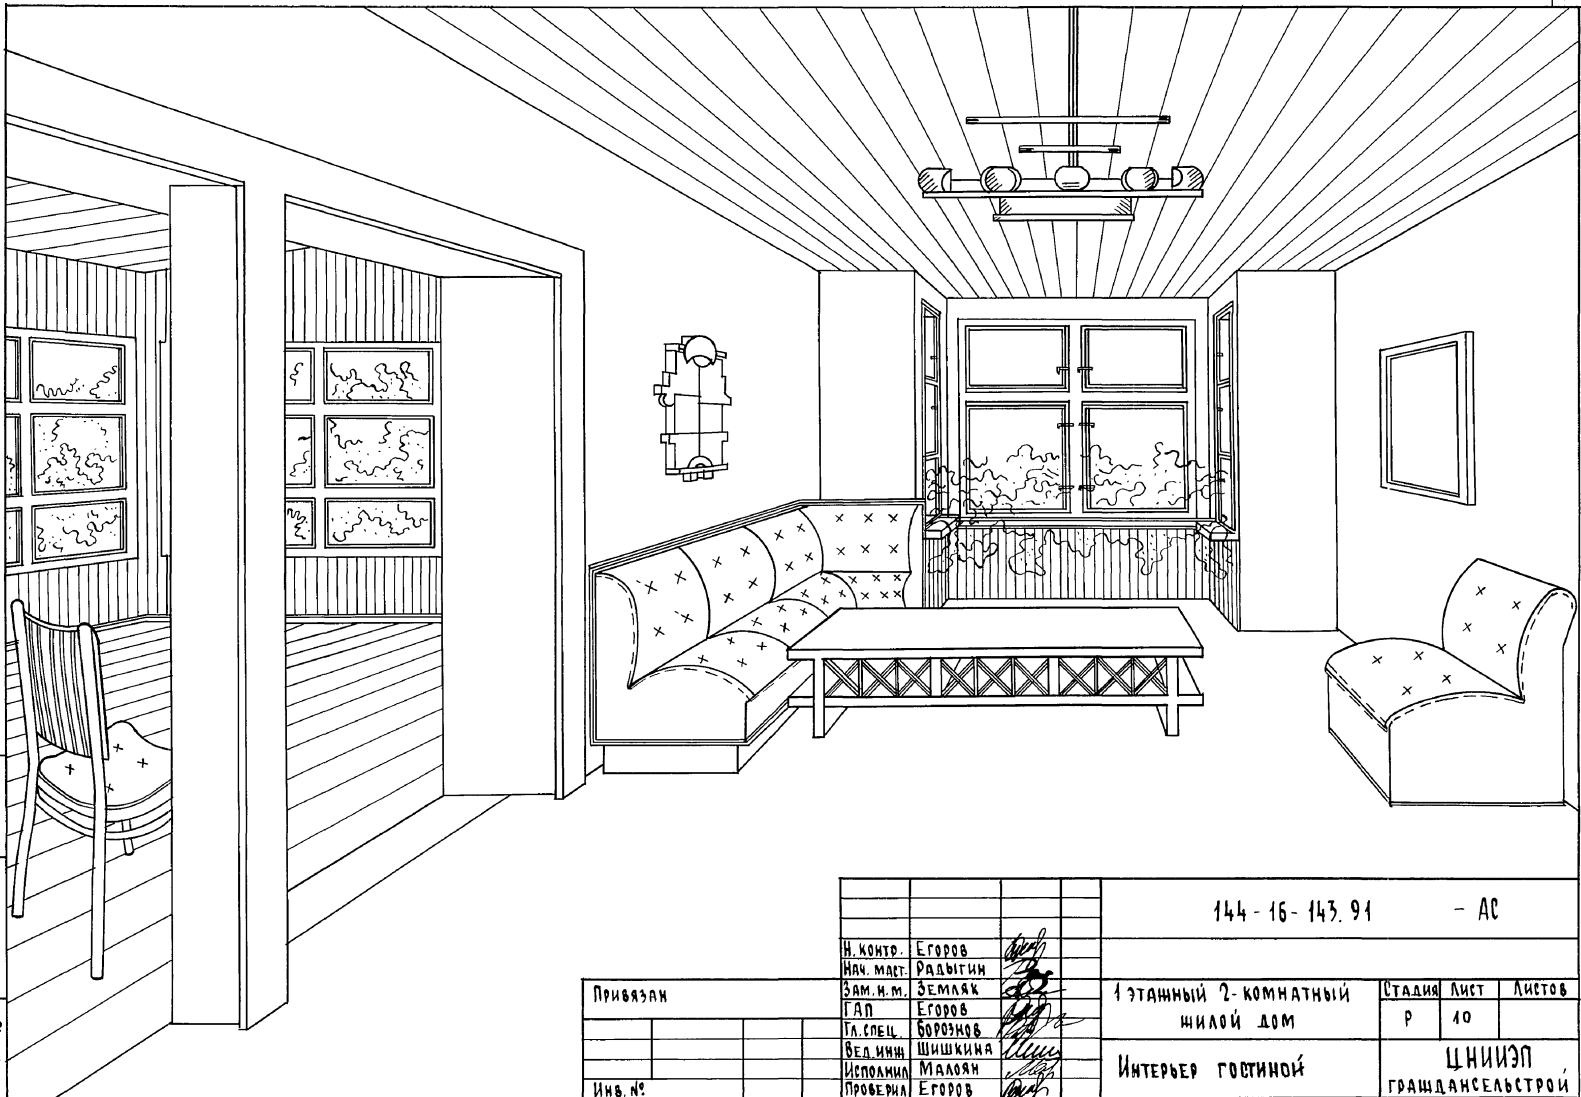 144-16-143.91 - АС
Н. контр. Егоров
Нач. маст. Радыгин
Зам.н.м. Земляк
ГАП Егоров
Гл. спец. Борознов
Вед. инж Шишкина
Исполнил Малоян
Проверил Егоров
Привязан
Инв. №
1 этажный 2-комнатный
жилой дом
Стадия Лист Листов
Р 10
Интерьер гостиной
ЦНИИЭП
граждансельстрой